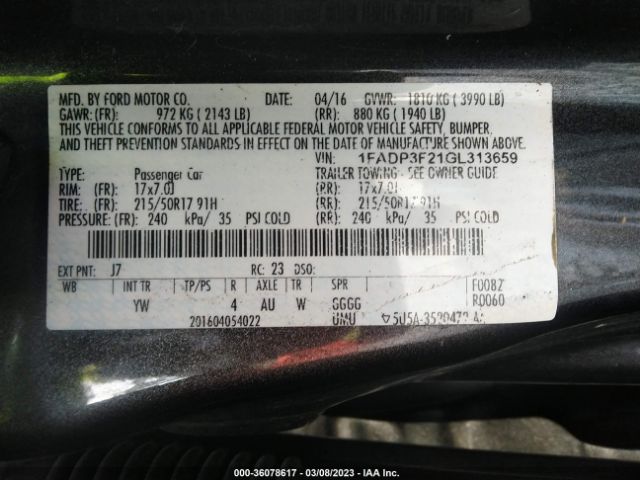 MFD. BY FORD MOTOR CO. DATE: 04/16 GVWR: 1810 KG ( 3990 LB)
GAWR: (FR): 972 KG ( 2143 LB) (RR): 880 KG ( 1940 LB)
THIS VEHICLE CONFORMS TO ALL APPLICABLE FEDERAL MOTOR VEHICLE SAFETY, BUMPER,
AND THEFT PREVENTION STANDARDS IN EFFECT ON THE DATE OF MANUFACTURE SHOWN ABOVE.
VIN: 1FADP3F21GL313659
TYPE: Passenger Car TRAILER TOWING - SEE OWNER GUIDE
RIM: (FR) 17x7.0J (RR): 17x7.0J
TIRE: (FR) 215/50R17 91H (RR): 215/50R17 91H
PRESSURE: (FR): 240 kPa/ 35 PSI COLD (RR): 240 kPa/ 35 PSI COLD
EXT PNT: J7 RC: 23 DSO:
WB INT TR TP/PS R AXLE TR SPR F0082
YW 4 AU W GGGG R0060
201604054022 UMU
000-36078617 | 03/08/2023 - IAA Inc.